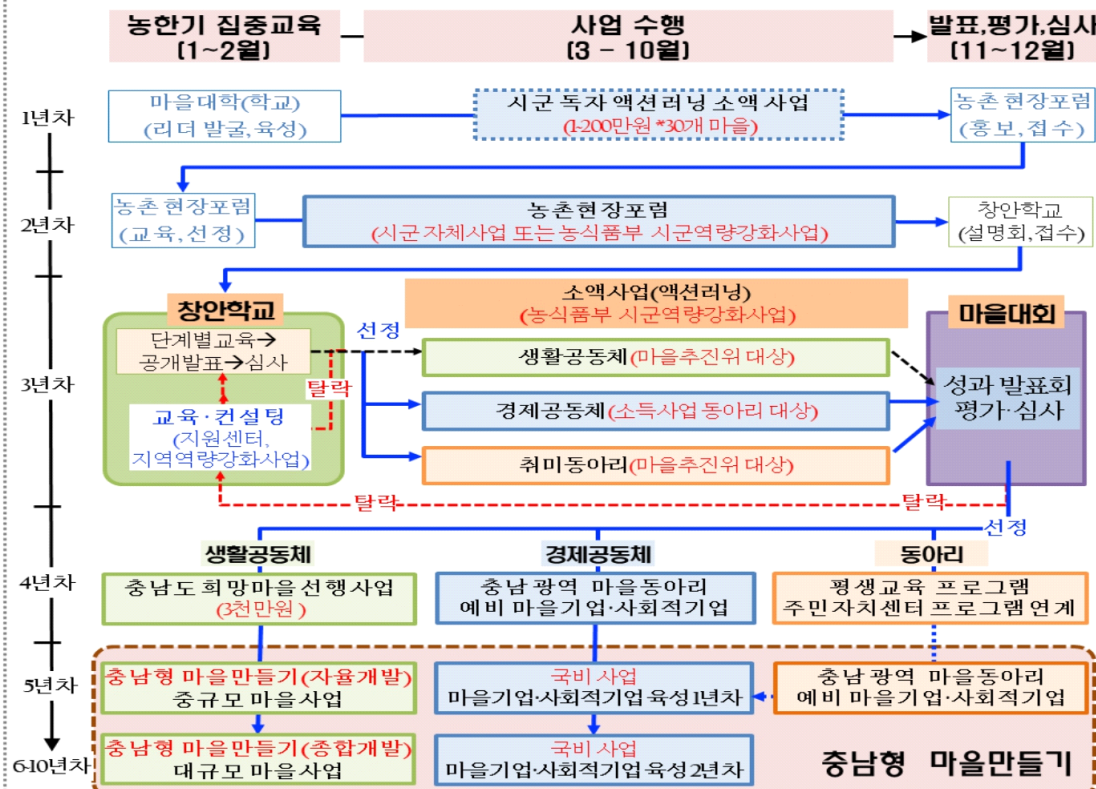 농한기 집중교육
(1~2월)
사업 수행
(3 - 10월)
발표,평가,심사
(11~12월)
1년차
마을대학(학교)
(리더 발굴,육성)
시군 독자 액션러닝 소액 사업
(1-200만원 *30개 마을)
농촌 현장포럼
(홍보,접수)
2년차
농촌 현장포럼
(교육,선정)
농촌현장포럼
(시군 자체사업 또는 농식품부 시군역량강화사업)
창안학교
(설명회,접수)
3년차
창안학교
단계별교육→
공개발표→심사
교육·컨설팅
(지원센터,
지역역량강화사업)
선정
탈락
소액사업(액션러닝)
(농식품부 시군역량강화사업)
생활공동체(마을추진위 대상)
경제공동체(소득사업 동아리 대상)
취미동아리(마을추진위 대상)
마을대회
성과 발표회
평가·심사
탈락
탈락
선정
4년차
생활공동체
충남도 희망마을 선행사업
(3천만원)
경제공동체
충남 광역 마을동아리
예비 마을기업·사회적기업
동아리
평생교육 프로그램
주민자치센터 프로그램 연계
5년차
충남형 마을만들기(자율개발)
중규모 마을사업
국비 사업
마을기업·사회적기업 육성1년차
충남 광역 마을동아리
예비 마을기업·사회적기업
6-10년차
충남형 마을만들기(종합개발)
대규모 마을사업
국비 사업
마을기업·사회적기업 육성2년차
충남형 마을만들기